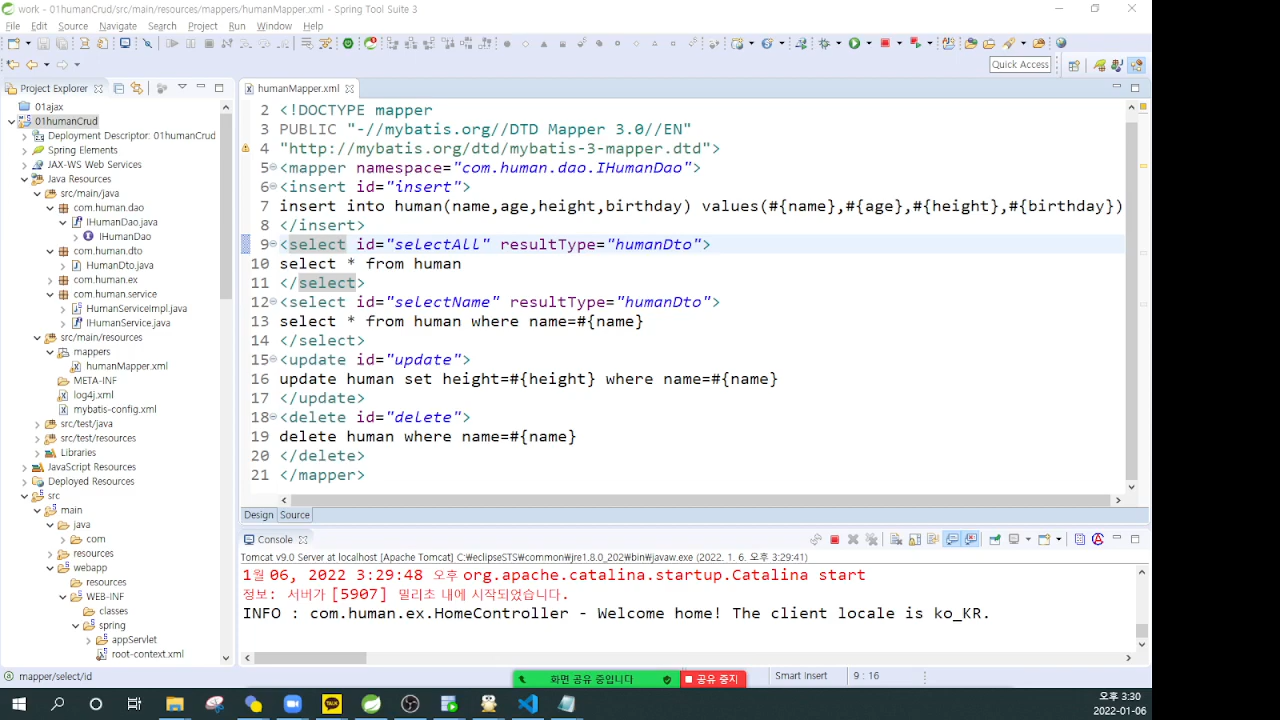 work - 01humanCrud/src/main/resources/mappers/humanMapper.xml - Spring Tool Suite 3
File Edit Source Navigate Search Project Run Window Help
Quick Access
Project Explorer
01ajax
01humanCrud
Deployment Descriptor: 01humanCrud
Spring Elements
JAX-WS Web Services
Java Resources
src/main/java
com.human.dao
IHumanDao.java
IHumanDao
com.human.dto
HumanDto.java
com.human.ex
com.human.service
HumanServiceImpl.java
IHumanService.java
src/main/resources
mappers
humanMapper.xml
META-INF
log4j.xml
mybatis-config.xml
src/test/java
src/test/resources
Libraries
JavaScript Resources
Deployed Resources
src
main
java
com
resources
webapp
resources
WEB-INF
classes
spring
appServlet
root-context.xml
humanMapper.xml
2 <!DOCTYPE mapper
3 PUBLIC "-//mybatis.org//DTD Mapper 3.0//EN"
4 "http://mybatis.org/dtd/mybatis-3-mapper.dtd">
5 <mapper namespace="com.human.dao.IHumanDao">
6 <insert id="insert">
7 insert into human(name,age,height,birthday) values(#{name},#{age},#{height},#{birthday})
8 </insert>
9 <select id="selectAll" resultType="humanDto">
10 select * from human
11 </select>
12 <select id="selectName" resultType="humanDto">
13 select * from human where name=#{name}
14 </select>
15 <update id="update">
16 update human set height=#{height} where name=#{name}
17 </update>
18 <delete id="delete">
19 delete human where name=#{name}
20 </delete>
21 </mapper>
Design Source
Console
Tomcat v9.0 Server at localhost [Apache Tomcat] C:₩eclipseSTS₩common₩jre1.8.0_202₩bin₩javaw.exe (2022. 1. 6. 오후 3:29:41)
1월 06, 2022 3:29:48 오후 org.apache.catalina.startup.Catalina start
정보: 서버가 [5907] 밀리초 내에 시작되었습니다.
INFO : com.human.ex.HomeController - Welcome home! The client locale is ko_KR.
mapper/select/id
화면 공유 중입니다
공유 중지
Smart Insert
9 : 16
TALK
오후 3:30
2022-01-06